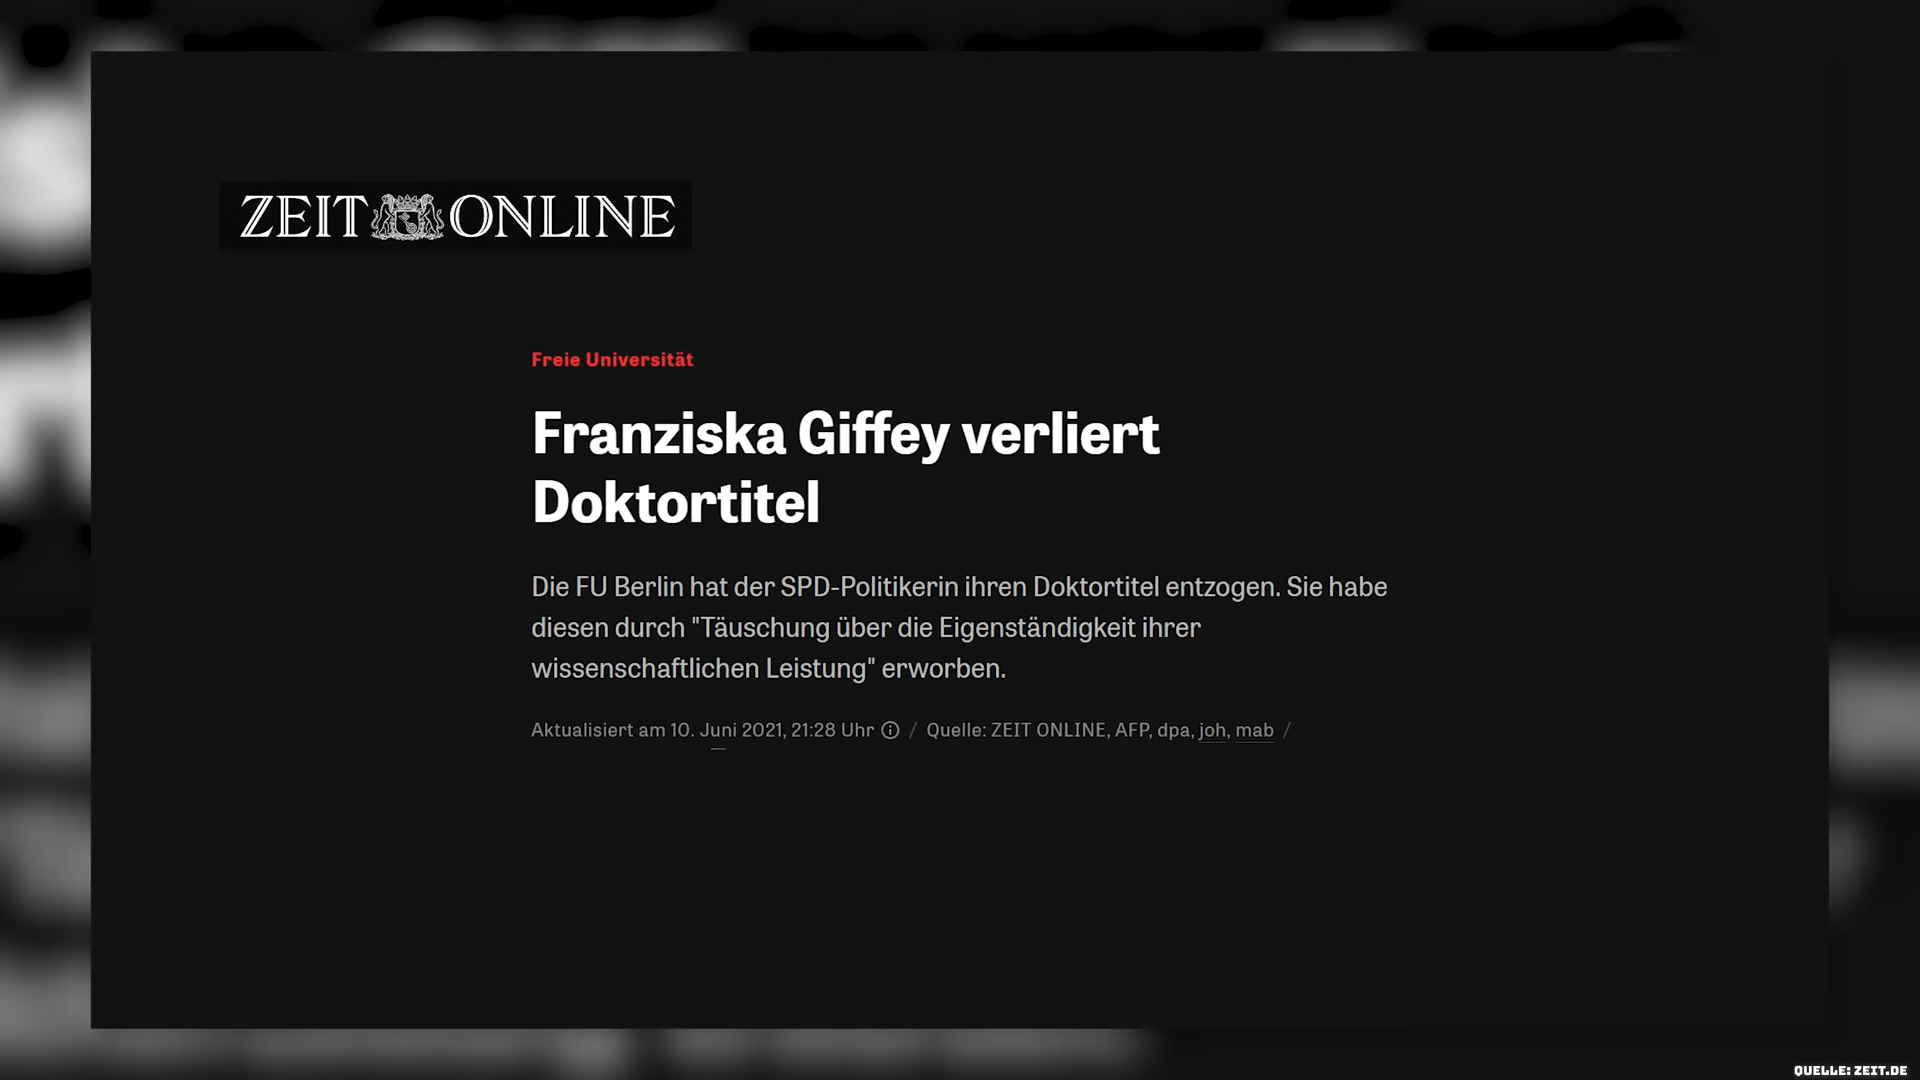 ZEIT ONLINE
Freie Universität
Franziska Giffey verliert
Doktortitel
Die FU Berlin hat der SPD-Politikerin ihren Doktortitel entzogen. Sie habe
diesen durch "Täuschung über die Eigenständigkeit ihrer
wissenschaftlichen Leistung" erworben.
Aktualisiert am 10. Juni 2021, 21:28 Uhr / Quelle: ZEIT ONLINE, AFP, dpa, joh, mab /
QUELLE: ZEIT.DE